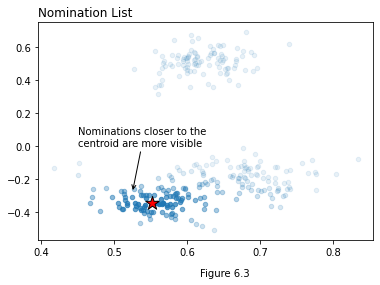 Nomination List
0.6
0.4
0.2
0.0
−0.2
−0.4
Nominations closer to the
centroid are more visible
0.4 0.5 0.6 0.7 0.8
Figure 6.3